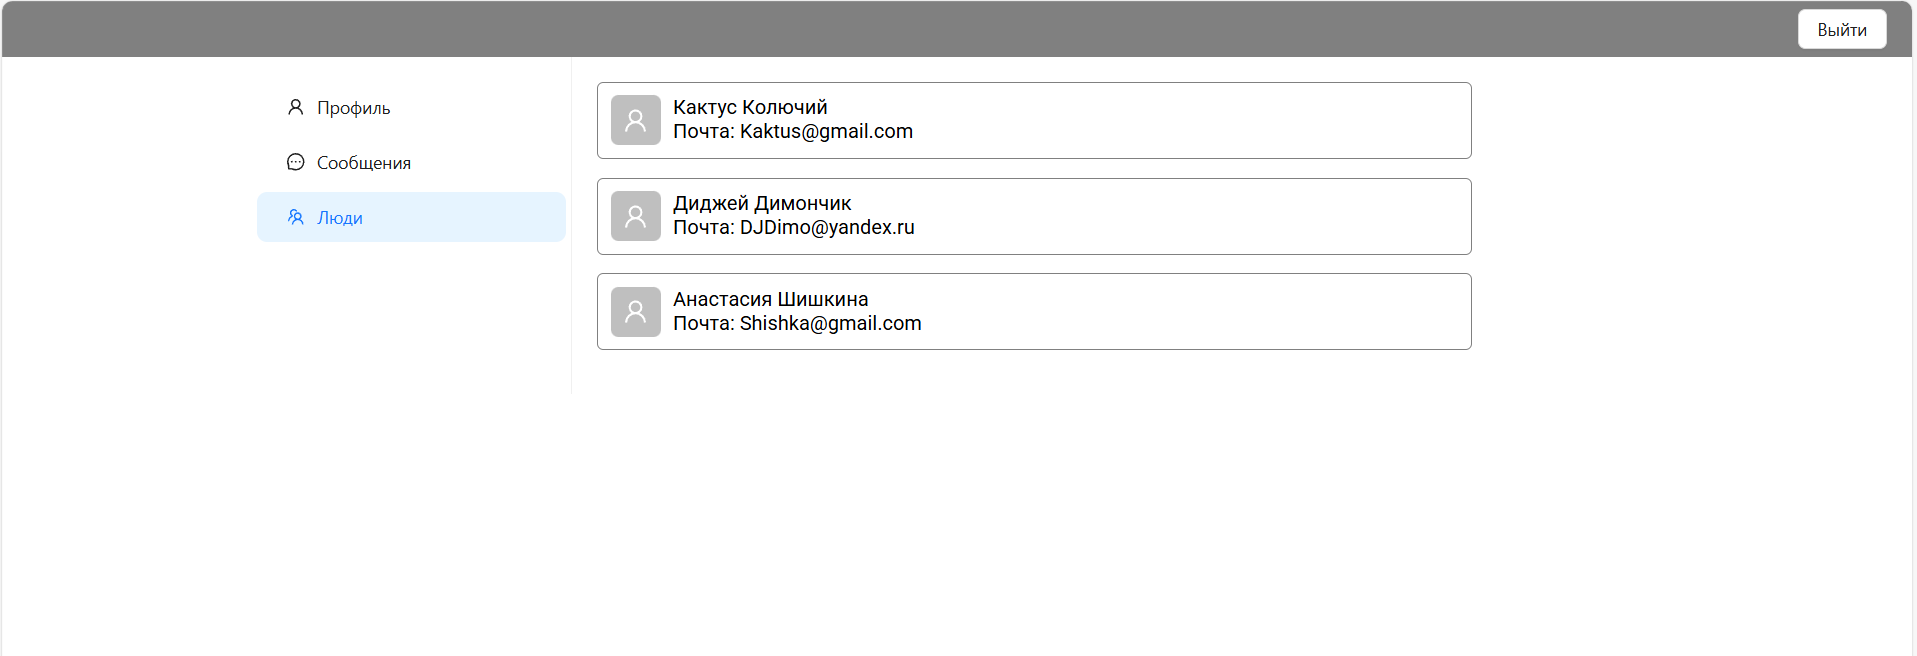 Выйти
Профиль
Сообщения
Люди
Кактус Колючий
Почта: Kaktus@gmail.com
Диджей Димончик
Почта: DJDimo@yandex.ru
Анастасия Шишкина
Почта: Shishka@gmail.com